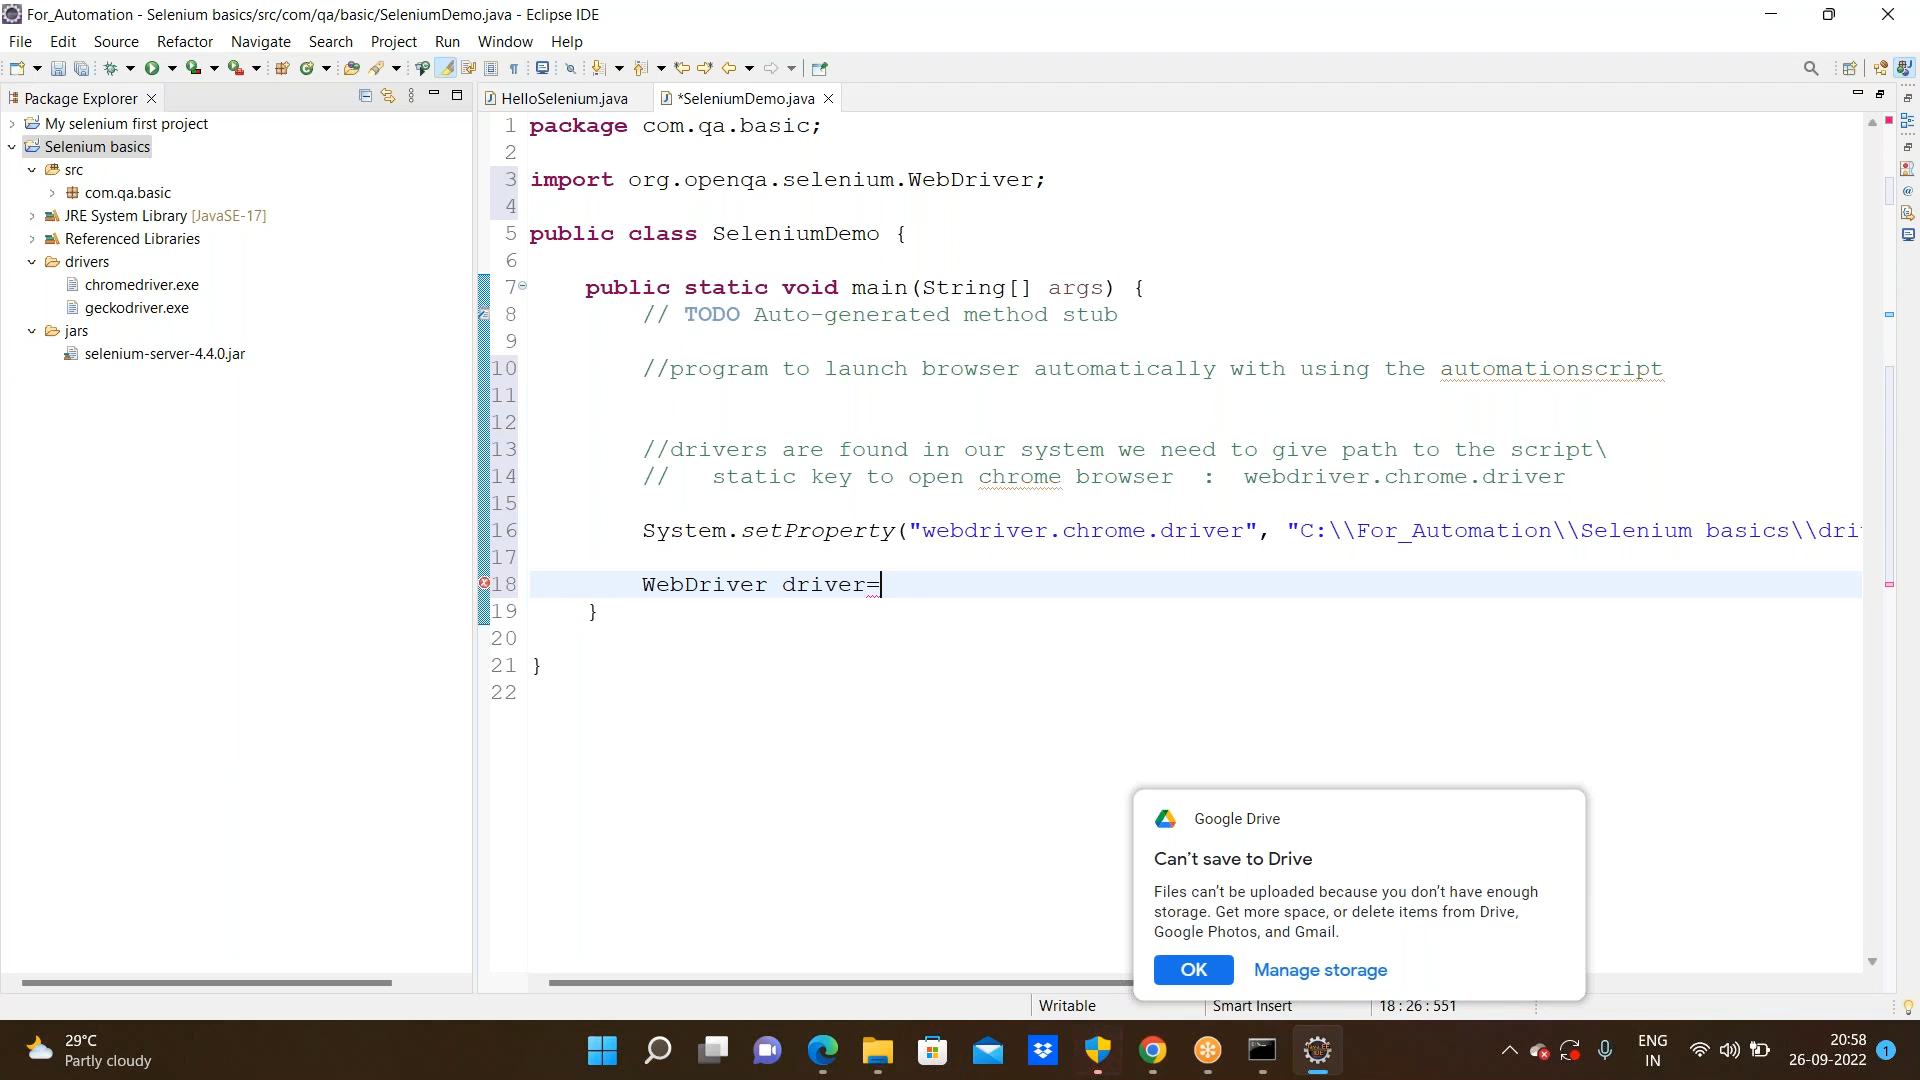 For_Automation - Selenium basics/src/com/qa/basic/SeleniumDemo.java - Eclipse IDE
File Edit Source Refactor Navigate Search Project Run Window Help
Package Explorer
HelloSelenium.java
*SeleniumDemo.java
My selenium first project
Selenium basics
src
com.qa.basic
JRE System Library [JavaSE-17]
Referenced Libraries
drivers
chromedriver.exe
geckodriver.exe
jars
selenium-server-4.4.0.jar
1 package com.qa.basic;
2
3 import org.openqa.selenium.WebDriver;
4
5 public class SeleniumDemo {
6
7 public static void main(String[] args) {
8 // TODO Auto-generated method stub
9
10 //program to launch browser automatically with using the automationscript
11
12
13 //drivers are found in our system we need to give path to the script\
14 // static key to open chrome browser : webdriver.chrome.driver
15
16 System.setProperty("webdriver.chrome.driver", "C:\\For_Automation\\Selenium basics\\dri
17
18 WebDriver driver=
19 }
20
21 }
22
Google Drive
Can't save to Drive
Files can't be uploaded because you don't have enough
storage. Get more space, or delete items from Drive,
Google Photos, and Gmail.
OK Manage storage
Writable Smart Insert 18 : 26 : 551
29°C
Partly cloudy
ENG
IN
20:58
26-09-2022
1